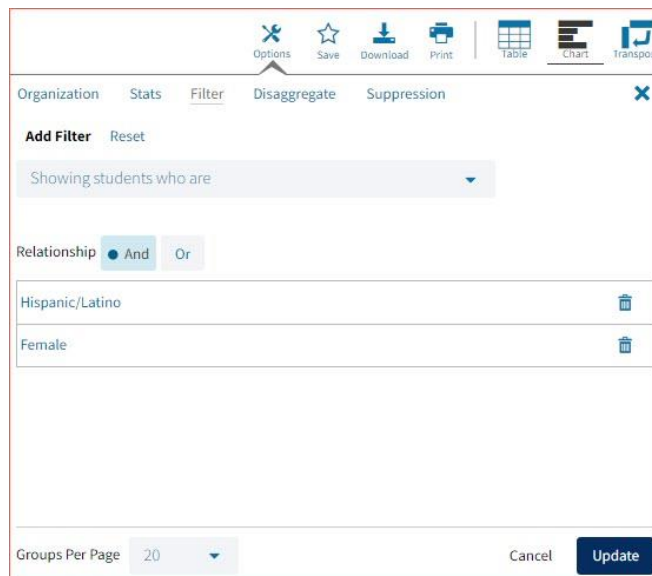 Options Save Download Print Table Chart Transpo
Organization Stats Filter Disaggregate Suppression
Add Filter Reset
Showing students who are
Relationship And Or
Hispanic/Latino
Female
Groups Per Page 20 Cancel Update